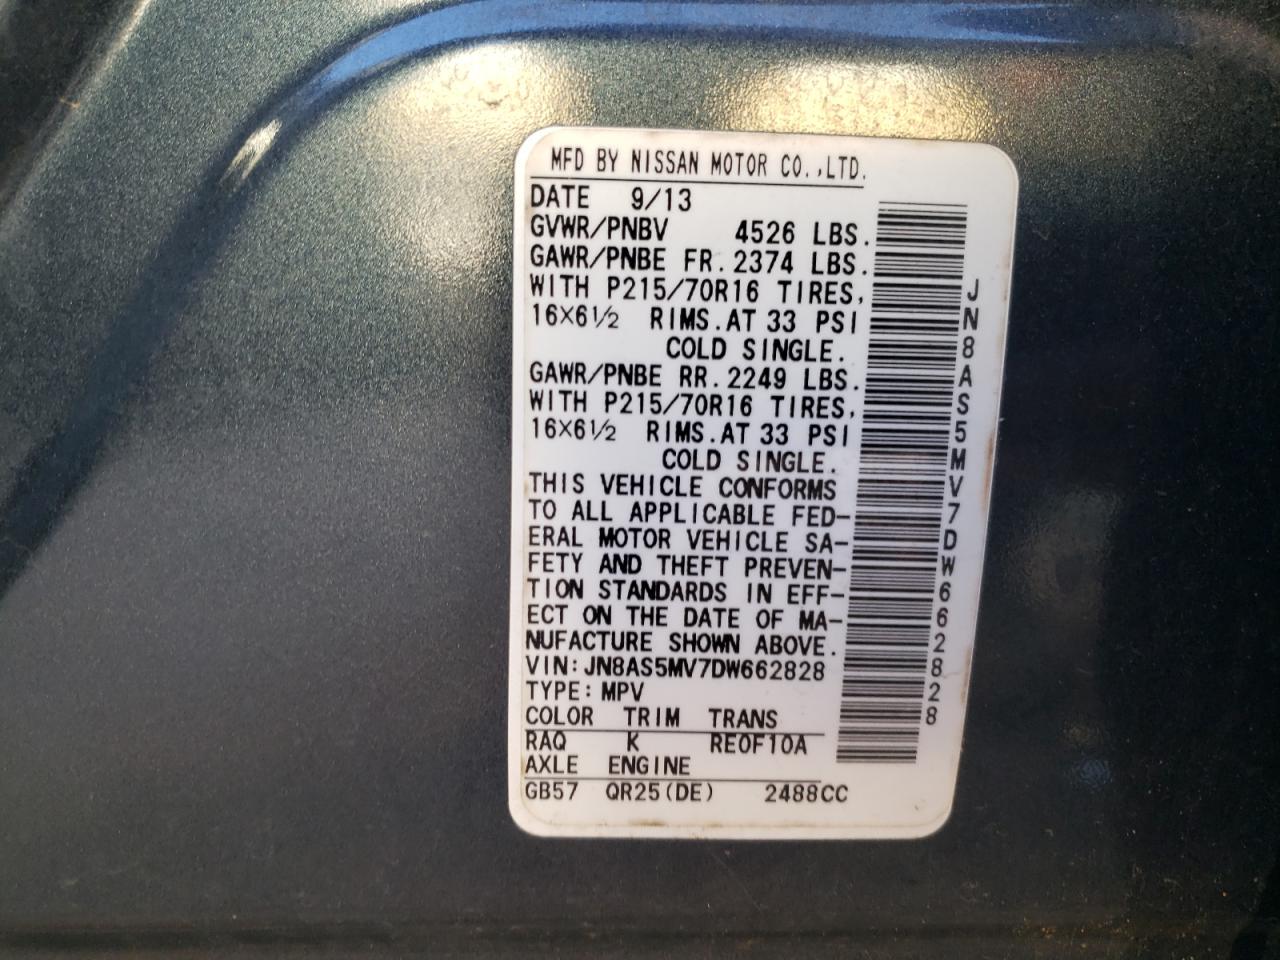 MFD BY NISSAN MOTOR CO.,LTD.
DATE 9/13
GVWR/PNBV 4526 LBS.
GAWR/PNBE FR. 2374 LBS.
WITH P215/70R16 TIRES,
16×6½ RIMS. AT 33 PSI
COLD SINGLE.
GAWR/PNBE RR. 2249 LBS.
WITH P215/70R16 TIRES,
16×6½ RIMS. AT 33 PSI
COLD SINGLE.
THIS VEHICLE CONFORMS
TO ALL APPLICABLE FED-
ERAL MOTOR VEHICLE SA-
FETY AND THEFT PREVEN-
TION STANDARDS IN EFF-
ECT ON THE DATE OF MA-
NUFACTURE SHOWN ABOVE.
VIN: JN8AS5MV7DW662828
TYPE: MPV
COLOR TRIM TRANS
RAQ K RE0F10A
AXLE ENGINE
GB57 QR25(DE) 2488CC
JN8AS5MV7DW662828